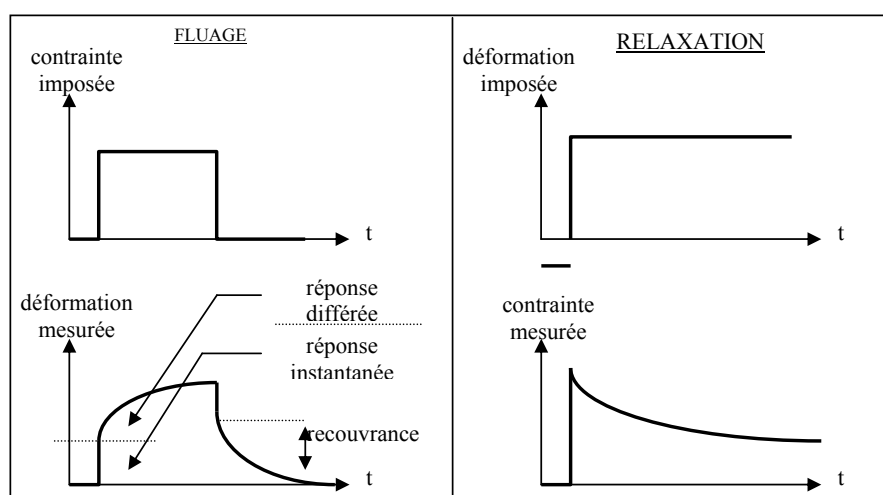 FLUAGE
contrainte
imposée
t
déformation
mesurée
réponse
différée
réponse
instantanée
recouvrance
t
RELAXATION
déformation
imposée
t
contrainte
mesurée
t